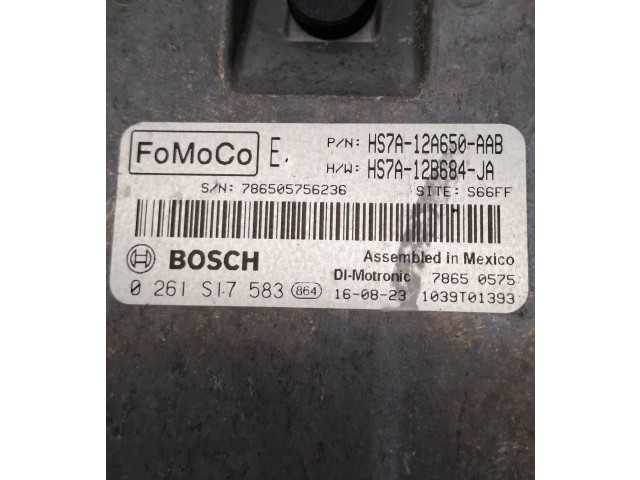 FoMoCo E. P/N: HS7A-12A650-AAB
H/W: HS7A-12B684-JA
S/N: 786505756236 SITE: S66FF
BOSCH Assembled in Mexico
DI-Motronic 7865 0575
0 261 S17 583 864 16-08-23 1039T01393